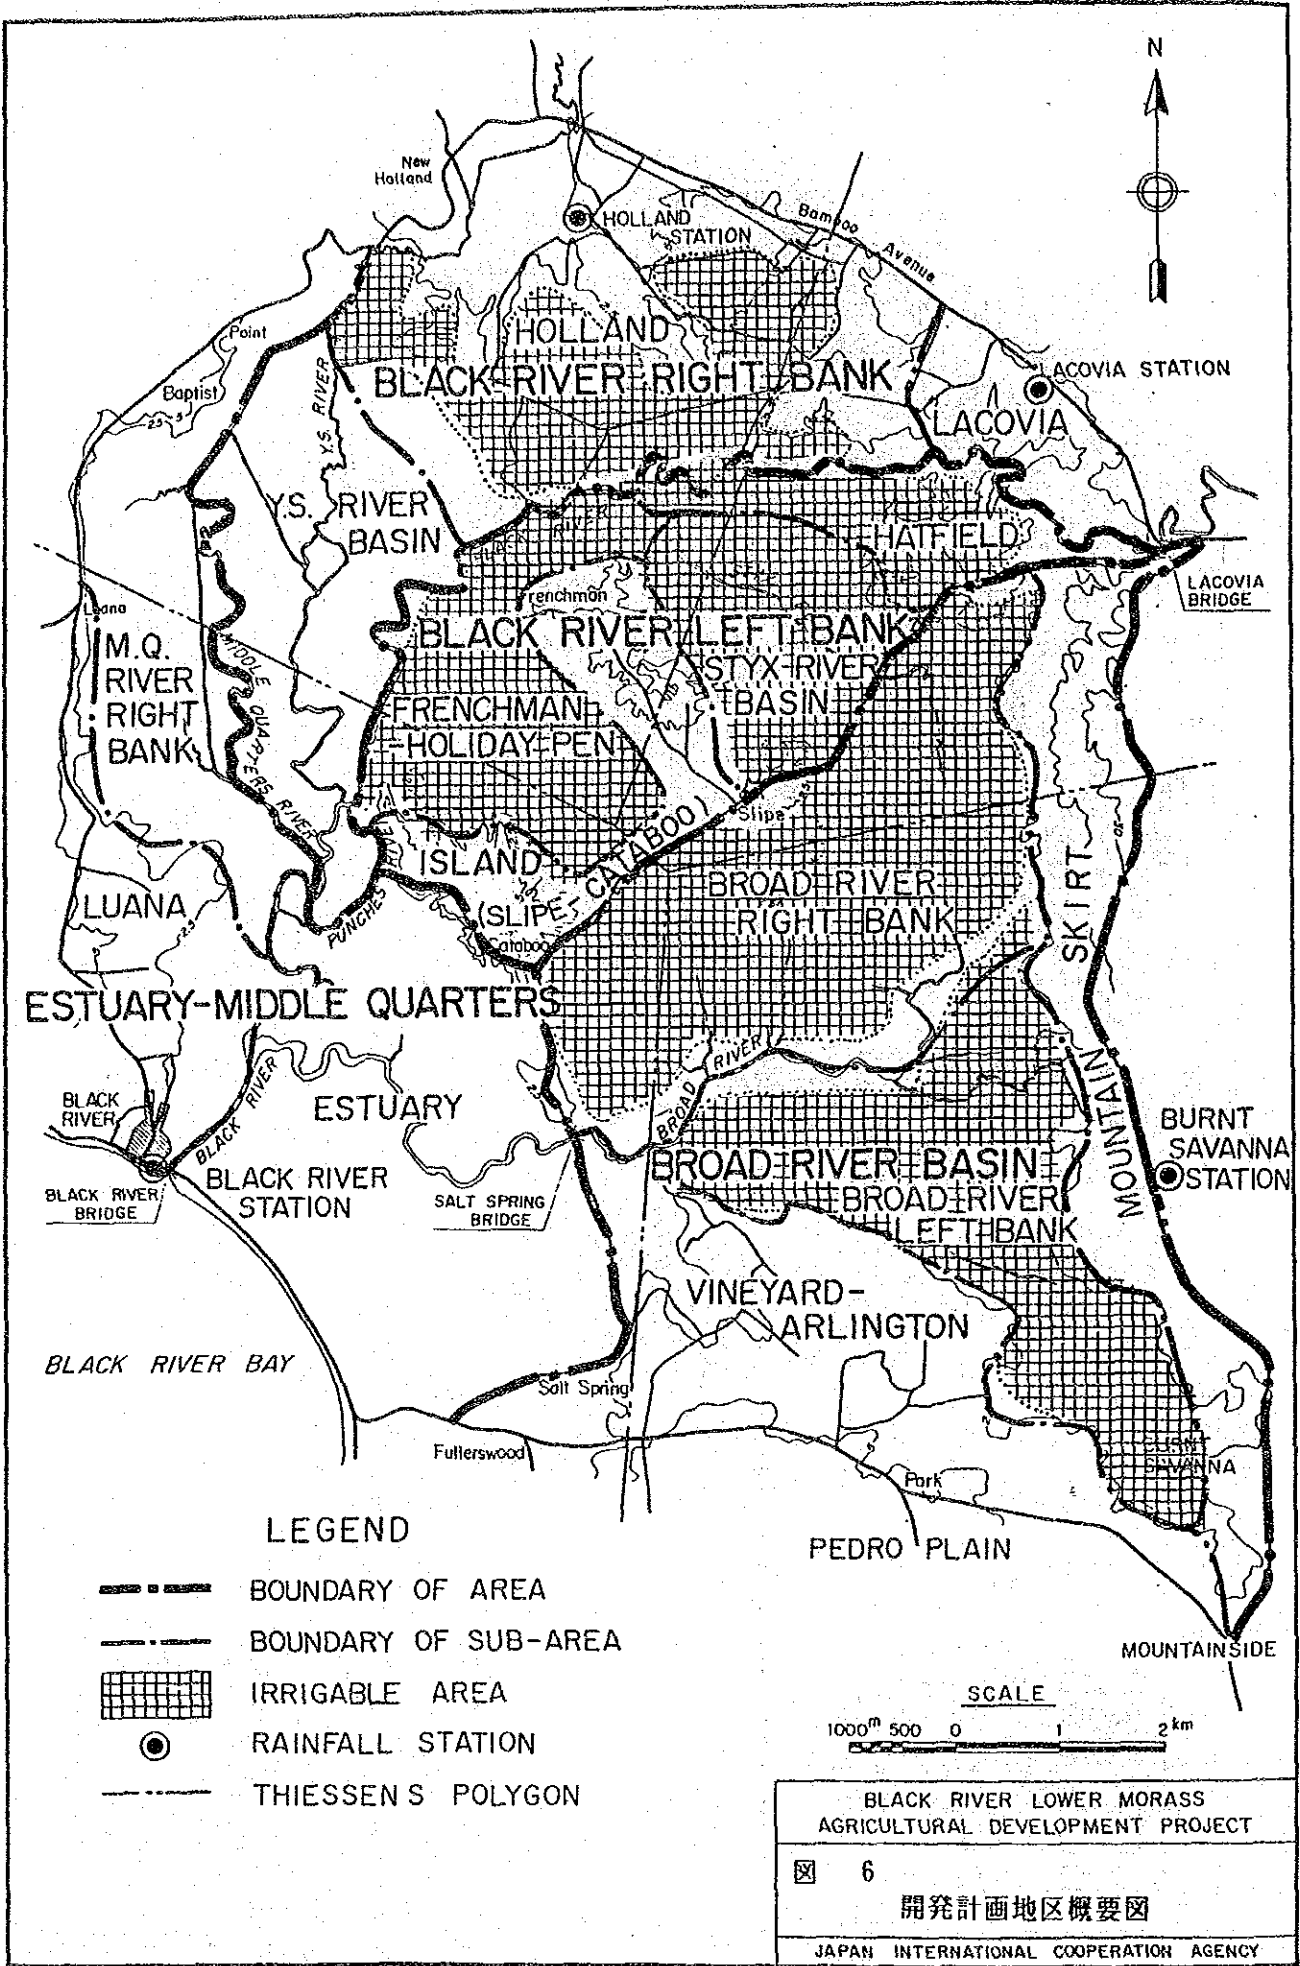 N
New
Holland
HOLLAND
STATION
Bamboo Avenue
Point
HOLLAND
LACOVIA STATION
Baptist
Y.S. RIVER
BLACK RIVER RIGHT BANK
LACOVIA
Y.S. RIVER
BASIN
HATFIELD
LACOVIA
BRIDGE
Luana
Frenchman
M.Q.
RIVER
RIGHT
BANK
MIDDLE QUARTERS RIVER
BLACK RIVER LEFT BANK
STYX RIVER
BASIN
FRENCHMAN
HOLIDAY PEN
Slipe
ISLAND
(SLIPE - CATABOO)
Cataboo
PUNCHES RIVER
BROAD RIVER
RIGHT BANK
LUANA
2.5
ESTUARY-MIDDLE QUARTERS
SKIRT
MOUNTAIN
BROAD RIVER
BLACK
RIVER
BLACK RIVER
ESTUARY
BURNT
SAVANNA
STATION
BLACK RIVER
STATION
BLACK RIVER
BRIDGE
SALT SPRING
BRIDGE
BROAD RIVER BASIN
BROAD RIVER
LEFT BANK
VINEYARD-
ARLINGTON
BLACK RIVER BAY
Salt Spring
Fullerswood
Park
BURNT
SAVANNA
PEDRO PLAIN
MOUNTAINSIDE
LEGEND
BOUNDARY OF AREA
BOUNDARY OF SUB-AREA
IRRIGABLE AREA
RAINFALL STATION
THIESSEN S POLYGON
SCALE
1000m 500 0 1 2 km
BLACK RIVER LOWER MORASS
AGRICULTURAL DEVELOPMENT PROJECT
図 6
開発計画地区概要図
JAPAN INTERNATIONAL COOPERATION AGENCY